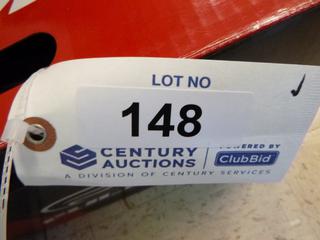 LOT NO
148
CENTURY AUCTIONS
POWERED BY
ClubBid
A DIVISION OF CENTURY SERVICES